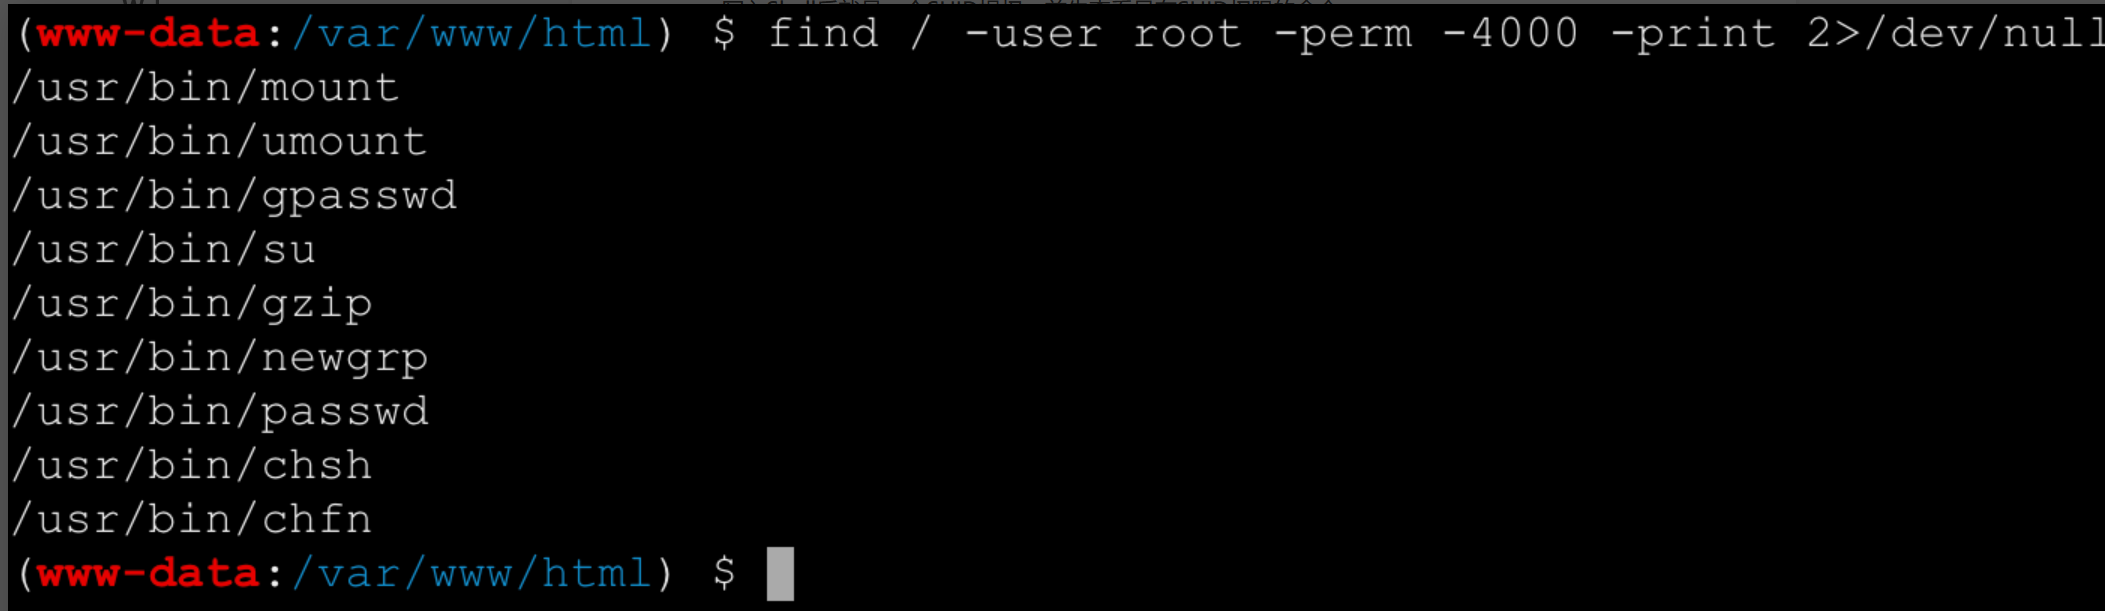 (www-data:/var/www/html) $ find / -user root -perm -4000 -print 2>/dev/null
/usr/bin/mount
/usr/bin/umount
/usr/bin/gpasswd
/usr/bin/su
/usr/bin/gzip
/usr/bin/newgrp
/usr/bin/passwd
/usr/bin/chsh
/usr/bin/chfn
(www-data:/var/www/html) $